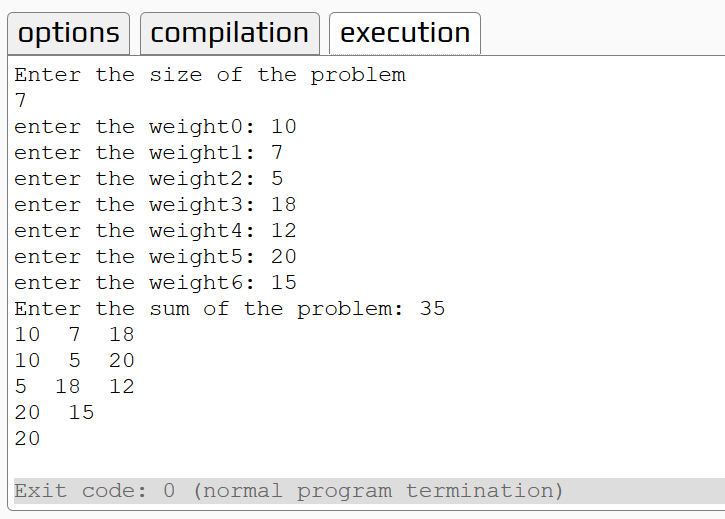 options compilation execution
Enter the size of the problem
7
enter the weight0: 10
enter the weight1: 7
enter the weight2: 5
enter the weight3: 18
enter the weight4: 12
enter the weight5: 20
enter the weight6: 15
Enter the sum of the problem: 35
10  7  18
10  5  20
5  18  12
20  15
20
Exit code: 0 (normal program termination)